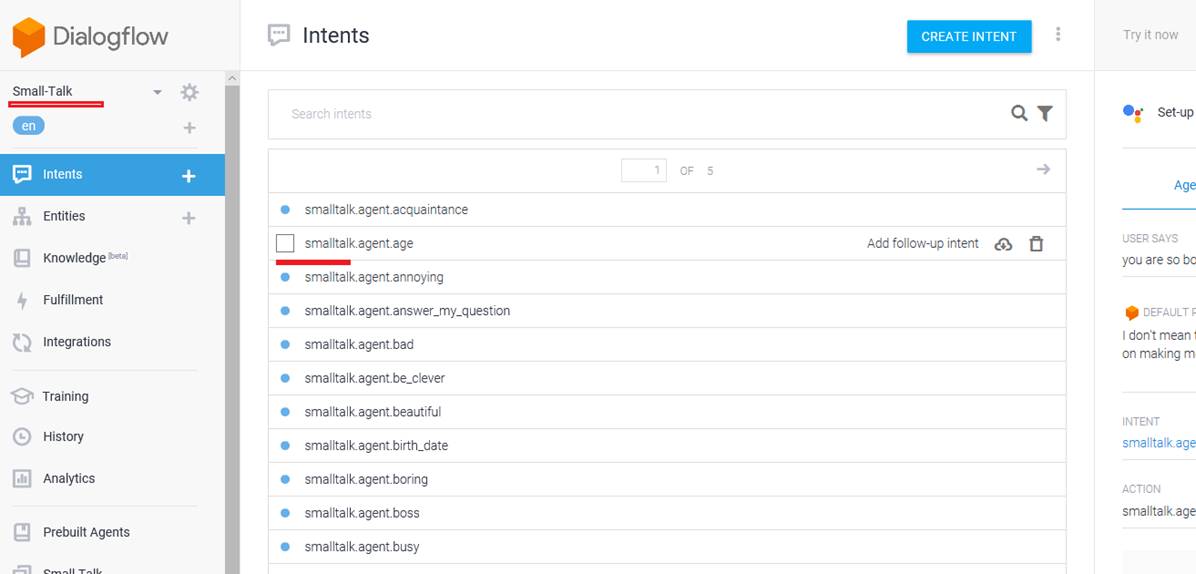 Dialogflow
Small-Talk
en
Intents
Entities
Knowledge [beta]
Fulfillment
Integrations
Training
History
Analytics
Prebuilt Agents
Small Talk
Intents
CREATE INTENT
Search intents
1 OF 5
smalltalk.agent.acquaintance
smalltalk.agent.age
Add follow-up intent
smalltalk.agent.annoying
smalltalk.agent.answer_my_question
smalltalk.agent.bad
smalltalk.agent.be_clever
smalltalk.agent.beautiful
smalltalk.agent.birth_date
smalltalk.agent.boring
smalltalk.agent.boss
smalltalk.agent.busy
Try it now
Set-up
Age
USER SAYS
you are so bo
DEFAULT R
I don't mean t
on making m
INTENT
smalltalk.age
ACTION
smalltalk.age